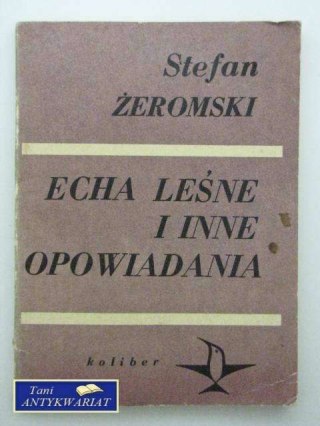 Stefan
ŻEROMSKI
ECHA LEŚNE
I INNE
OPOWIADANIA
koliber
Tani
ANTYKWARIAT